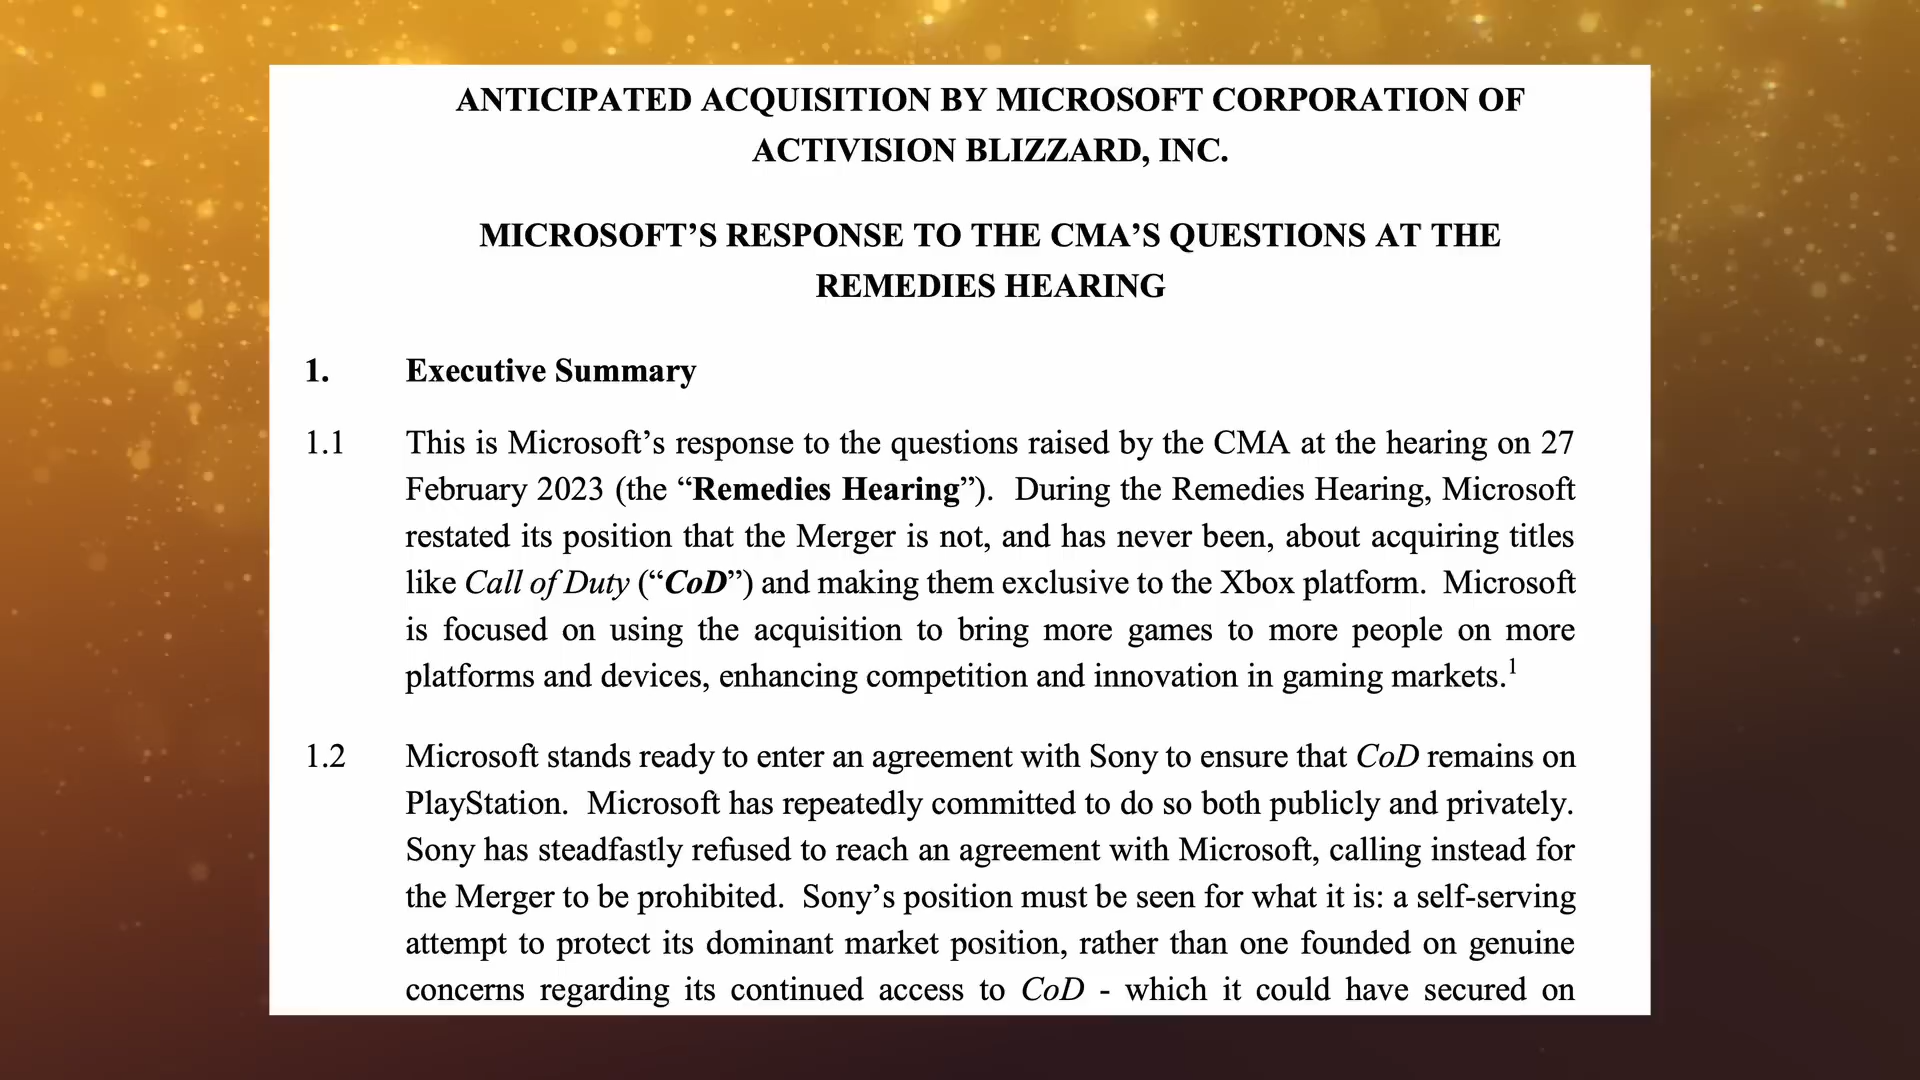 ANTICIPATED ACQUISITION BY MICROSOFT CORPORATION OF
ACTIVISION BLIZZARD, INC.
MICROSOFT’S RESPONSE TO THE CMA’S QUESTIONS AT THE
REMEDIES HEARING
1. Executive Summary
1.1 This is Microsoft’s response to the questions raised by the CMA at the hearing on 27
February 2023 (the “Remedies Hearing”). During the Remedies Hearing, Microsoft
restated its position that the Merger is not, and has never been, about acquiring titles
like Call of Duty (“CoD”) and making them exclusive to the Xbox platform. Microsoft
is focused on using the acquisition to bring more games to more people on more
platforms and devices, enhancing competition and innovation in gaming markets.1
1.2 Microsoft stands ready to enter an agreement with Sony to ensure that CoD remains on
PlayStation. Microsoft has repeatedly committed to do so both publicly and privately.
Sony has steadfastly refused to reach an agreement with Microsoft, calling instead for
the Merger to be prohibited. Sony’s position must be seen for what it is: a self-serving
attempt to protect its dominant market position, rather than one founded on genuine
concerns regarding its continued access to CoD - which it could have secured on